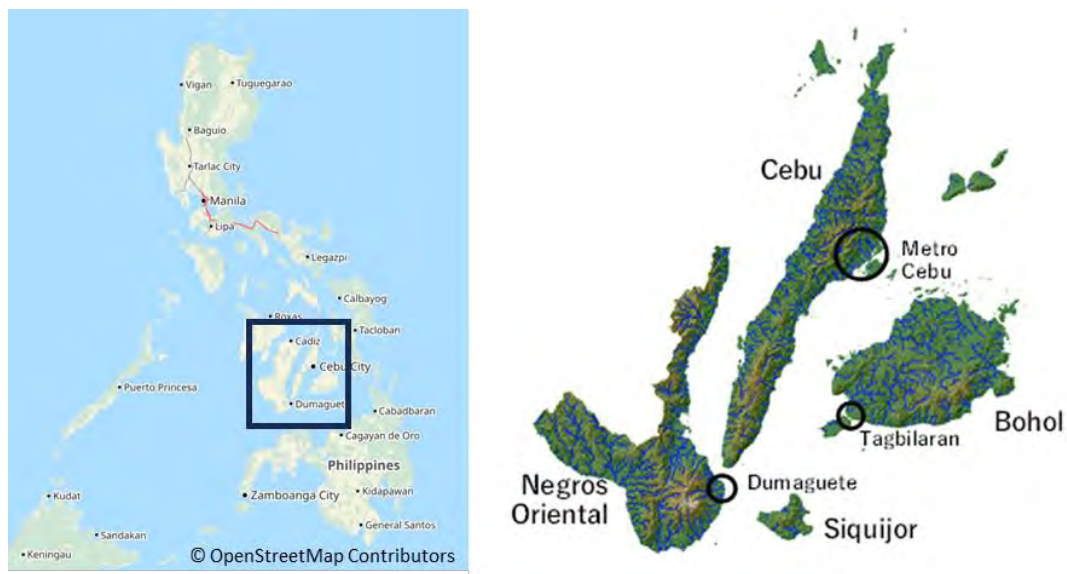 Vigan
Tuguegarao
Baguio
Tarlac City
Manila
Lipa
Legazpi
Calbayog
Roxas
Tacloban
Cadiz
Cebu City
Puerto Princesa
Dumaguet
Cabadbaran
Cagayan de Oro
Philippines
Zamboanga City
Kidapawan
Kudat
General Santos
Sandakan
Keningau
© OpenStreetMap Contributors
Cebu
Metro
Cebu
Bohol
Tagbilaran
Dumaguete
Negros
Oriental
Siquijor